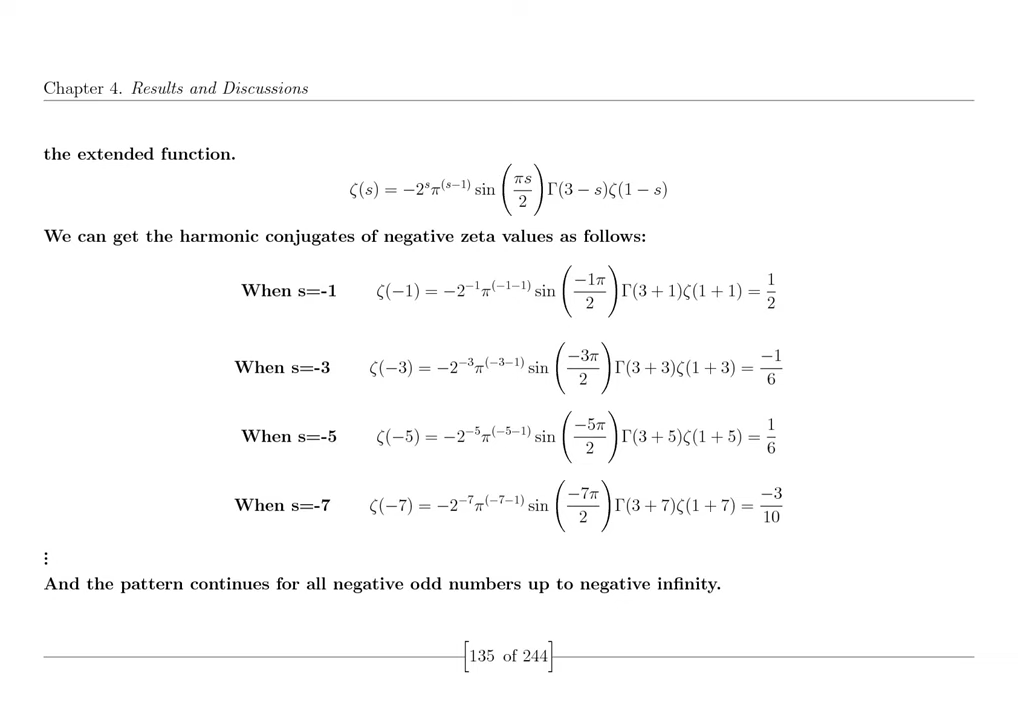 Chapter 4. Results and Discussions
the extended function.
ζ(s) = −2^s π^(s−1) sin(πs/2)Γ(3 − s)ζ(1 − s)
We can get the harmonic conjugates of negative zeta values as follows:
When s=-1 ζ(−1) = −2^−1 π^(−1−1) sin(−1π/2)Γ(3 + 1)ζ(1 + 1) = 1/2
When s=-3 ζ(−3) = −2^−3 π^(−3−1) sin(−3π/2)Γ(3 + 3)ζ(1 + 3) = −1/6
When s=-5 ζ(−5) = −2^−5 π^(−5−1) sin(−5π/2)Γ(3 + 5)ζ(1 + 5) = 1/6
When s=-7 ζ(−7) = −2^−7 π^(−7−1) sin(−7π/2)Γ(3 + 7)ζ(1 + 7) = −3/10
⋮
And the pattern continues for all negative odd numbers up to negative infinity.
[135 of 244]